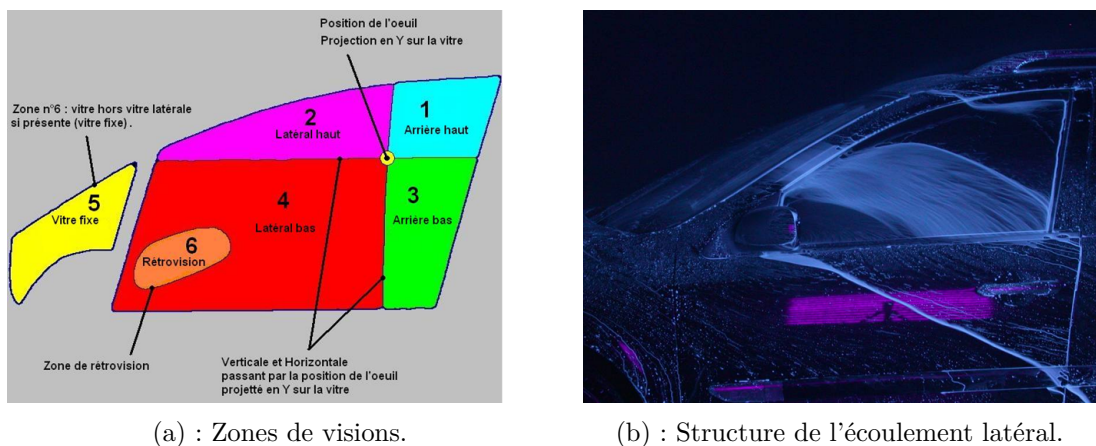 Position de l'oeuil
Projection en Y sur la vitre
Zone n°6 : vitre hors vitre latérale
si présente (vitre fixe) .
1
Arrière haut
2
Latéral haut
5
Vitre fixe
4
Latéral bas
3
Arrière bas
6
Rétrovision
Zone de rétrovision
Verticale et Horizontale
passant par la position de l'oeuil
projetté en Y sur la vitre
(a) : Zones de visions.
(b) : Structure de l'écoulement latéral.